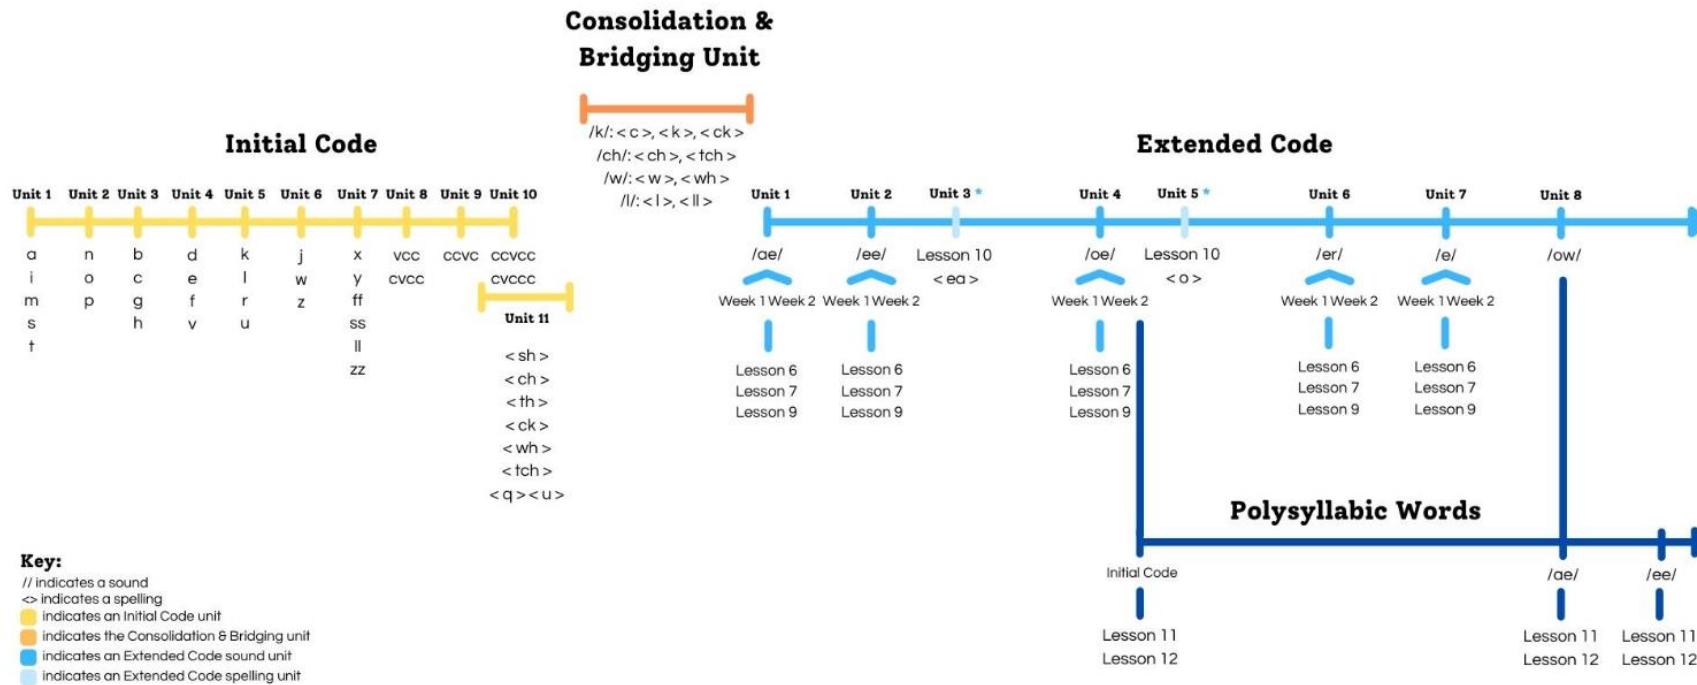 Consolidation &
Bridging Unit
/k/: < c >, < k >, < ck >
/ch/: < ch >, < tch >
/w/: < w >, < wh >
/l/: < l >, < ll >
Initial Code
Unit 1 Unit 2 Unit 3 Unit 4 Unit 5 Unit 6 Unit 7 Unit 8 Unit 9 Unit 10
a n b d k j x vcc ccvc ccvcc
i o c e l w y cvcc cvccc
m p g f r z ff
s h v u ss
t ll
zz
Unit 11
< sh >
< ch >
< th >
< ck >
< wh >
< tch >
< q > < u >
Extended Code
Unit 1 Unit 2 Unit 3 * Unit 4 Unit 5 * Unit 6 Unit 7 Unit 8
/ae/ /ee/ Lesson 10 /oe/ Lesson 10 /er/ /e/ /ow/
< ea > < o >
Week 1 Week 2 Week 1 Week 2 Week 1 Week 2 Week 1 Week 2 Week 1 Week 2
Lesson 6 Lesson 6 Lesson 6 Lesson 6 Lesson 6
Lesson 7 Lesson 7 Lesson 7 Lesson 7 Lesson 7
Lesson 9 Lesson 9 Lesson 9 Lesson 9 Lesson 9
Polysyllabic Words
Initial Code /ae/ /ee/
Lesson 11 Lesson 11 Lesson 11
Lesson 12 Lesson 12 Lesson 12
Key:
// indicates a sound
<> indicates a spelling
indicates an Initial Code unit
indicates the Consolidation & Bridging unit
indicates an Extended Code sound unit
indicates an Extended Code spelling unit